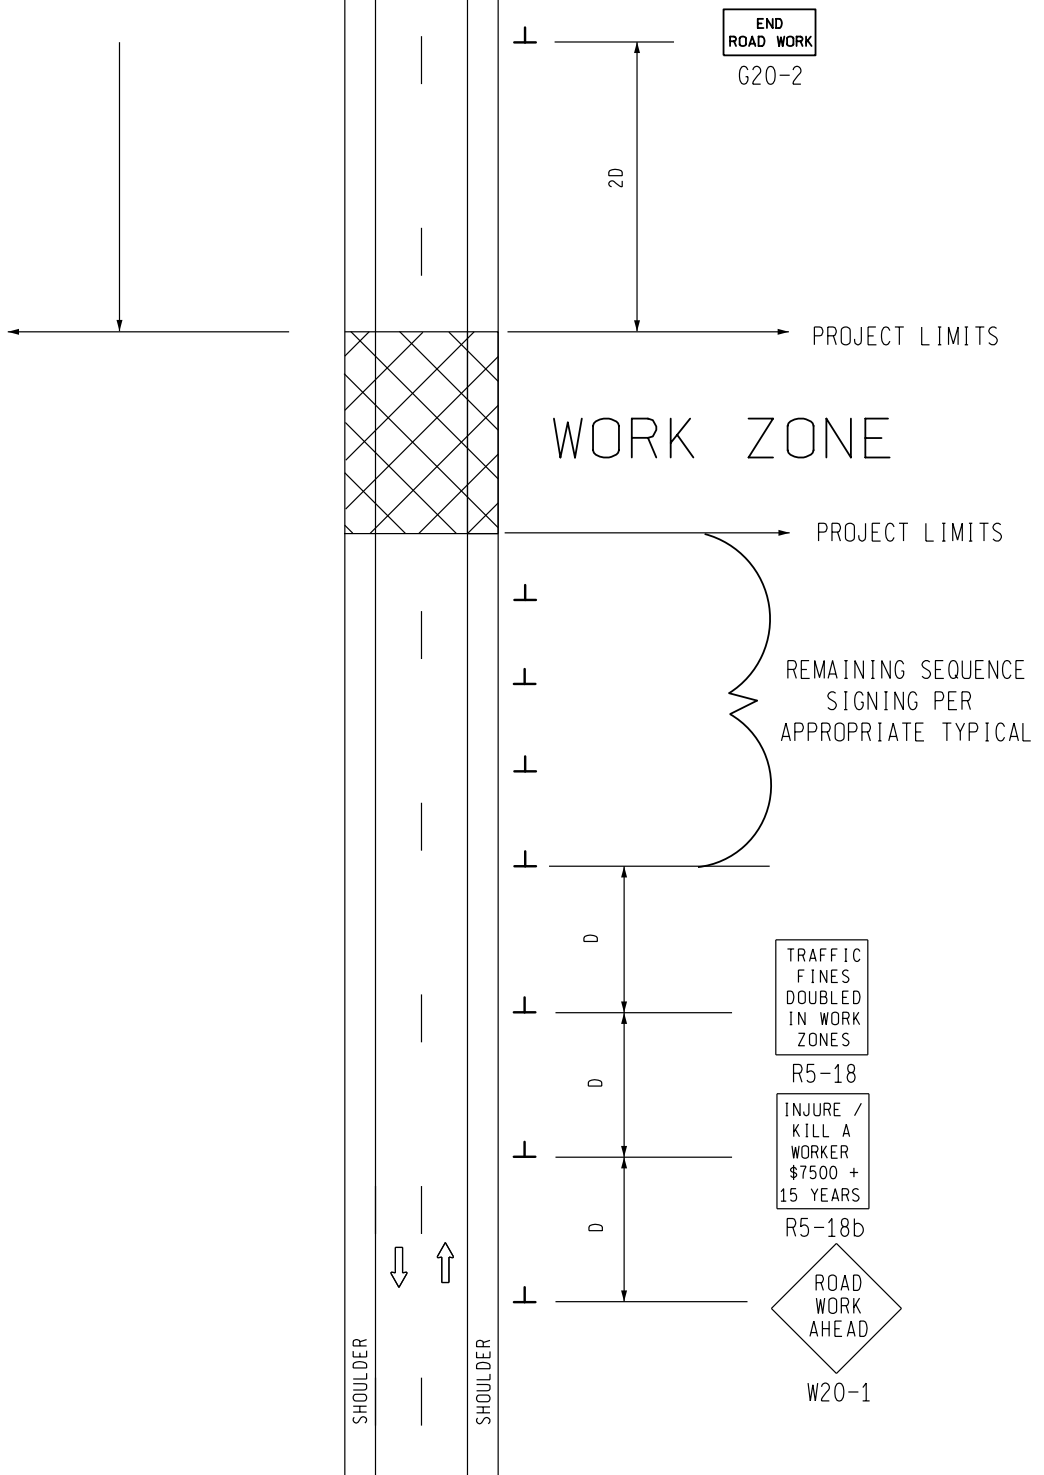 END
ROAD WORK
G20-2
2D
PROJECT LIMITS
WORK ZONE
PROJECT LIMITS
REMAINING SEQUENCE
SIGNING PER
APPROPRIATE TYPICAL
D
TRAFFIC
FINES
DOUBLED
IN WORK
ZONES
R5-18
D
INJURE /
KILL A
WORKER
$7500 +
15 YEARS
R5-18b
D
ROAD
WORK
AHEAD
W20-1
SHOULDER
SHOULDER